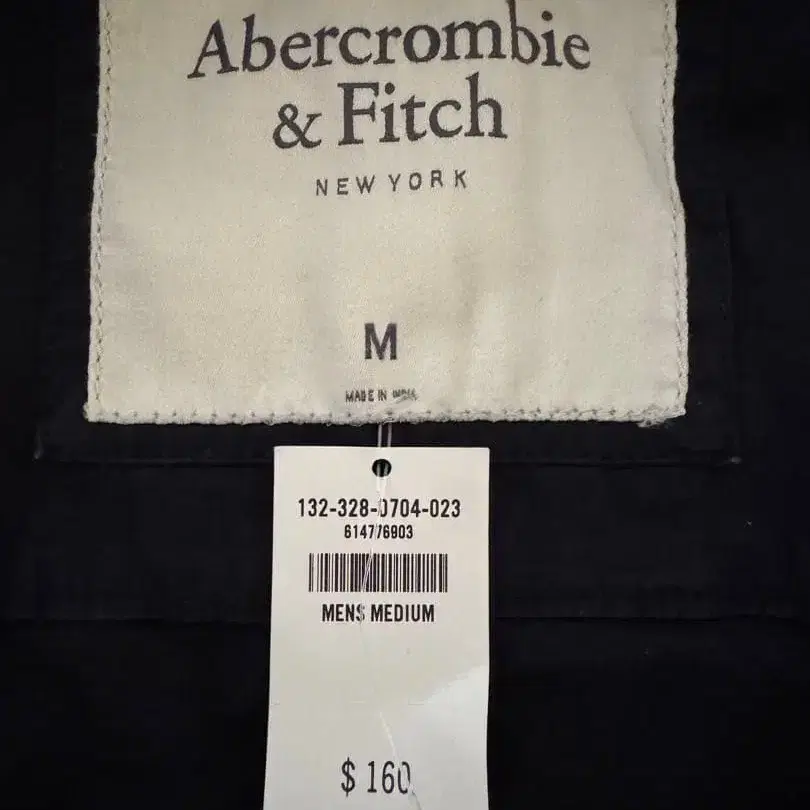 Abercrombie
& Fitch
NEW YORK
M
MADE IN INDIA
132-328-0704-023
614776903
MENS MEDIUM
$ 160